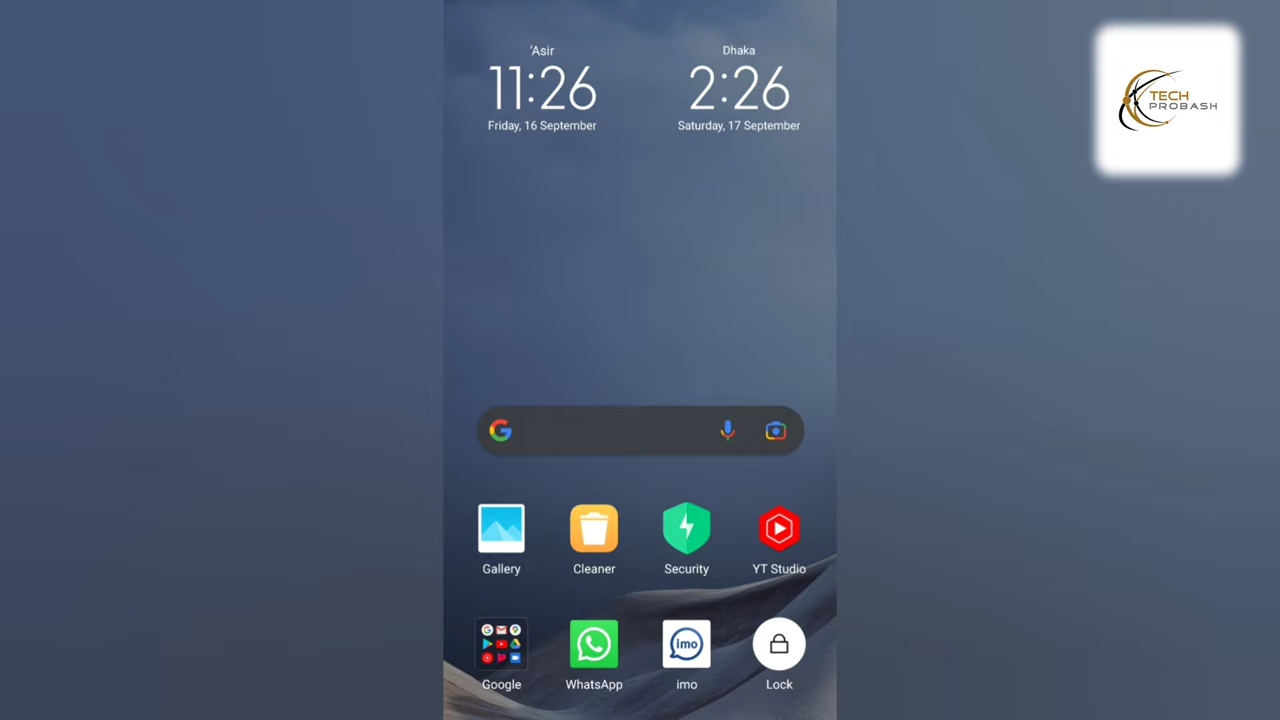 'Asir
11:26
Friday, 16 September
Dhaka
2:26
Saturday, 17 September
TECH
PROBASH
Gallery
Cleaner
Security
YT Studio
imo
Google
WhatsApp
imo
Lock